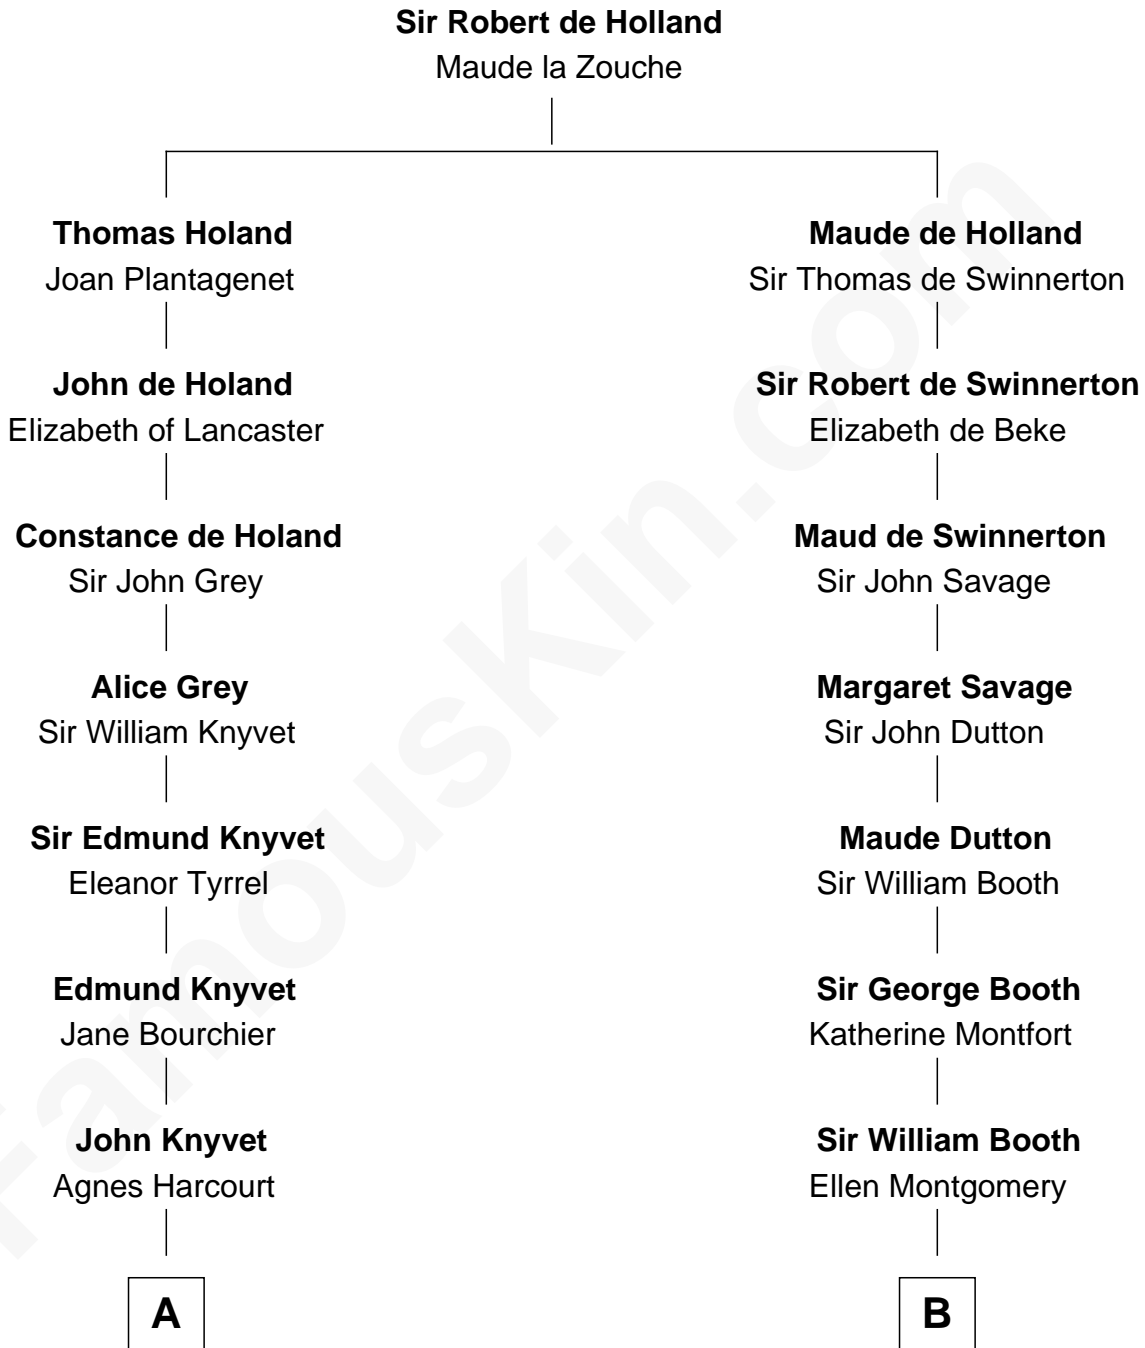 Sir Robert de Holland
Maude la Zouche
Thomas Holand
Joan Plantagenet
John de Holand
Elizabeth of Lancaster
Constance de Holand
Sir John Grey
Alice Grey
Sir William Knyvet
Sir Edmund Knyvet
Eleanor Tyrrel
Edmund Knyvet
Jane Bourchier
John Knyvet
Agnes Harcourt
A
Maude de Holland
Sir Thomas de Swinnerton
Sir Robert de Swinnerton
Elizabeth de Beke
Maud de Swinnerton
Sir John Savage
Margaret Savage
Sir John Dutton
Maude Dutton
Sir William Booth
Sir George Booth
Katherine Montfort
Sir William Booth
Ellen Montgomery
B
FamousKin.com